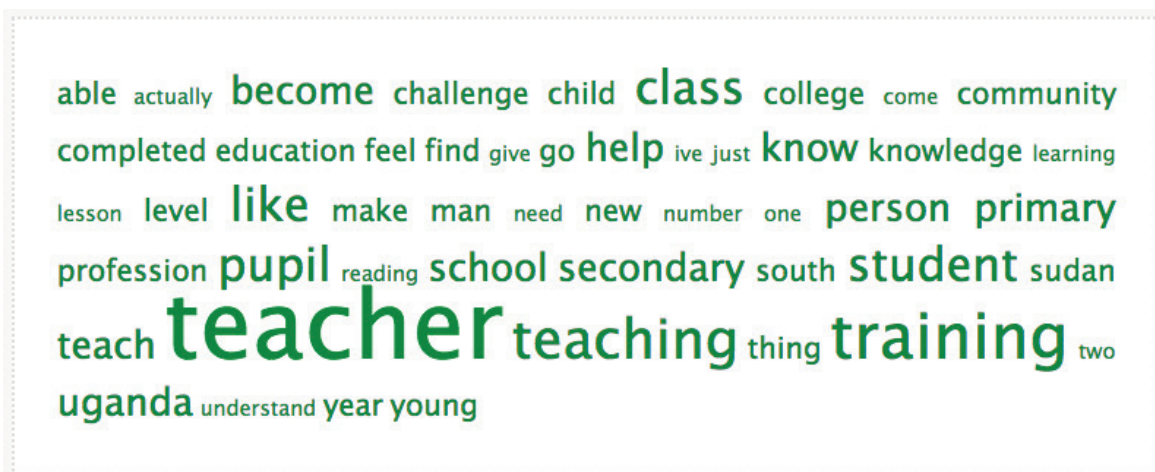 able actually become challenge child class college come community
completed education feel find give go help ive just know knowledge learning
lesson level like make man need new number one person primary
profession pupil reading school secondary south student sudan
teach teacher teaching thing training two
uganda understand year young